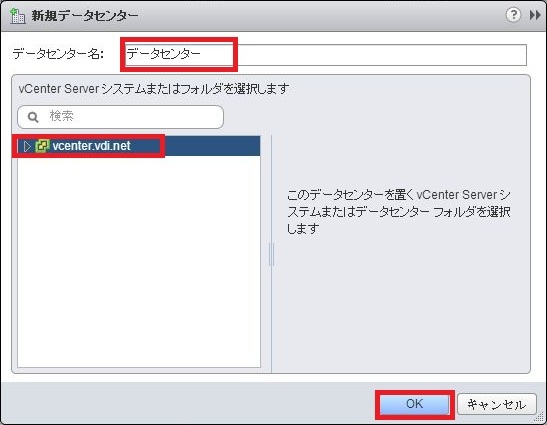 新規データセンター
データセンター名:
データセンター
vCenter Server システムまたはフォルダを選択します
検索
vcenter.vdi.net
このデータセンターを置く vCenter Server シ
ステムまたはデータセンター フォルダを選択
します
OK
キャンセル